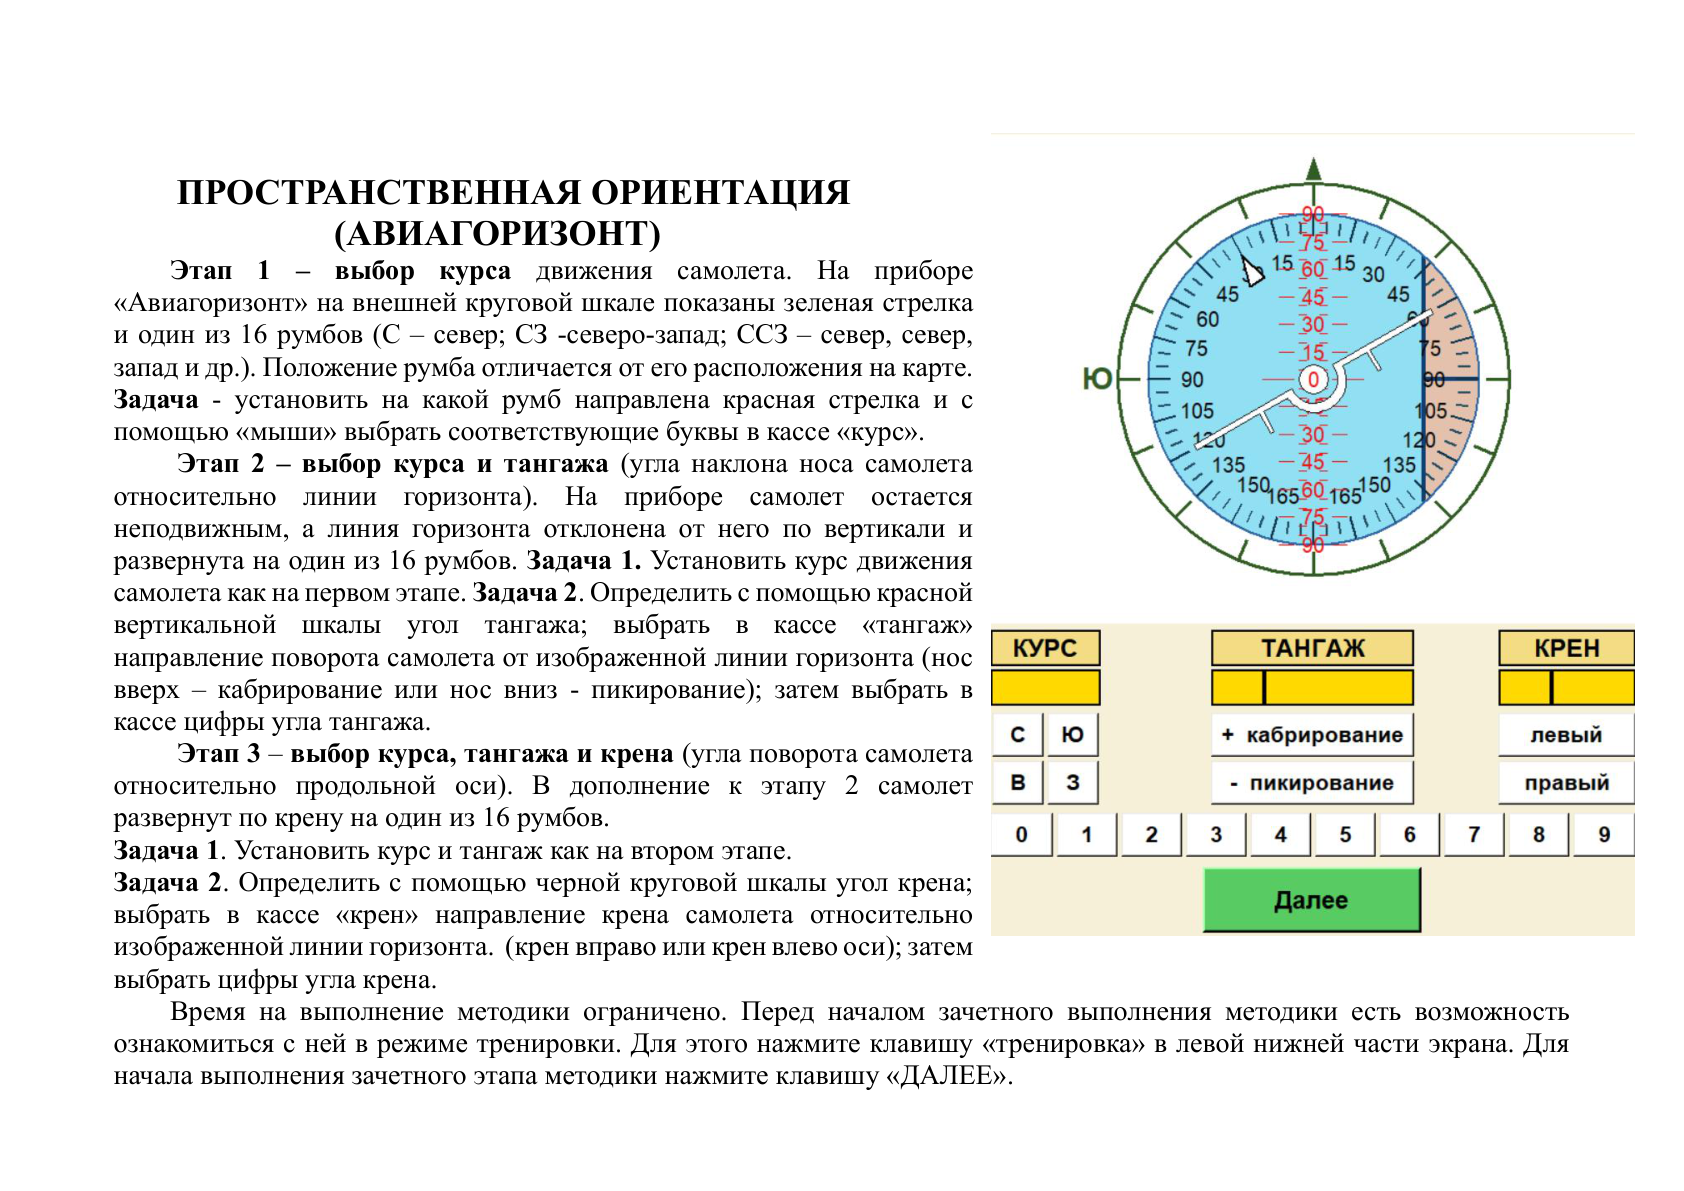 ПРОСТРАНСТВЕННАЯ ОРИЕНТАЦИЯ
(АВИАГОРИЗОНТ)
Этап 1 – выбор курса движения самолета. На приборе
«Авиагоризонт» на внешней круговой шкале показаны зеленая стрелка
и один из 16 румбов (С – север; СЗ -северо-запад; ССЗ – север, север,
запад и др.). Положение румба отличается от его расположения на карте.
Задача - установить на какой румб направлена красная стрелка и с
помощью «мыши» выбрать соответствующие буквы в кассе «курс».
Этап 2 – выбор курса и тангажа (угла наклона носа самолета
относительно линии горизонта). На приборе самолет остается
неподвижным, а линия горизонта отклонена от него по вертикали и
развернута на один из 16 румбов. Задача 1. Установить курс движения
самолета как на первом этапе. Задача 2. Определить с помощью красной
вертикальной шкалы угол тангажа; выбрать в кассе «тангаж»
направление поворота самолета от изображенной линии горизонта (нос
вверх – кабрирование или нос вниз - пикирование); затем выбрать в
кассе цифры угла тангажа.
Этап 3 – выбор курса, тангажа и крена (угла поворота самолета
относительно продольной оси). В дополнение к этапу 2 самолет
развернут по крену на один из 16 румбов.
Задача 1. Установить курс и тангаж как на втором этапе.
Задача 2. Определить с помощью черной круговой шкалы угол крена;
выбрать в кассе «крен» направление крена самолета относительно
изображенной линии горизонта. (крен вправо или крен влево оси); затем
выбрать цифры угла крена.
Время на выполнение методики ограничено. Перед началом зачетного выполнения методики есть возможность
ознакомиться с ней в режиме тренировки. Для этого нажмите клавишу «тренировка» в левой нижней части экрана. Для
начала выполнения зачетного этапа методики нажмите клавишу «ДАЛЕЕ».
90
75
15 60 15
30
45 45 45
60 30 60
75 15 75
Ю 90 0 90
105 105
120 30 120
135 45 135
150 165 60 165 150
75
90
КУРС ТАНГАЖ КРЕН
С Ю + кабрирование левый
В З - пикирование правый
0 1 2 3 4 5 6 7 8 9
Далее